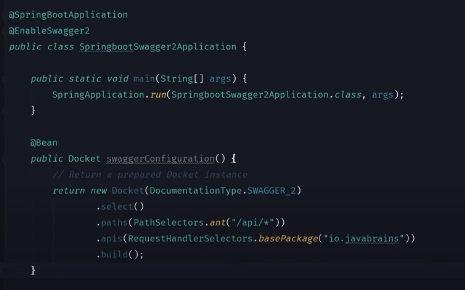 @SpringBootApplication
@EnableSwagger2
public class SpringbootSwagger2Application {
public static void main(String[] args) {
SpringApplication.run(SpringbootSwagger2Application.class, args);
}
@Bean
public Docket swaggerConfiguration() {
// Return a prepared Docket instance
return new Docket(DocumentationType.SWAGGER_2)
.select()
.paths(PathSelectors.ant("/api/*"))
.apis(RequestHandlerSelectors.basePackage("io.javabrains"))
.build();
}